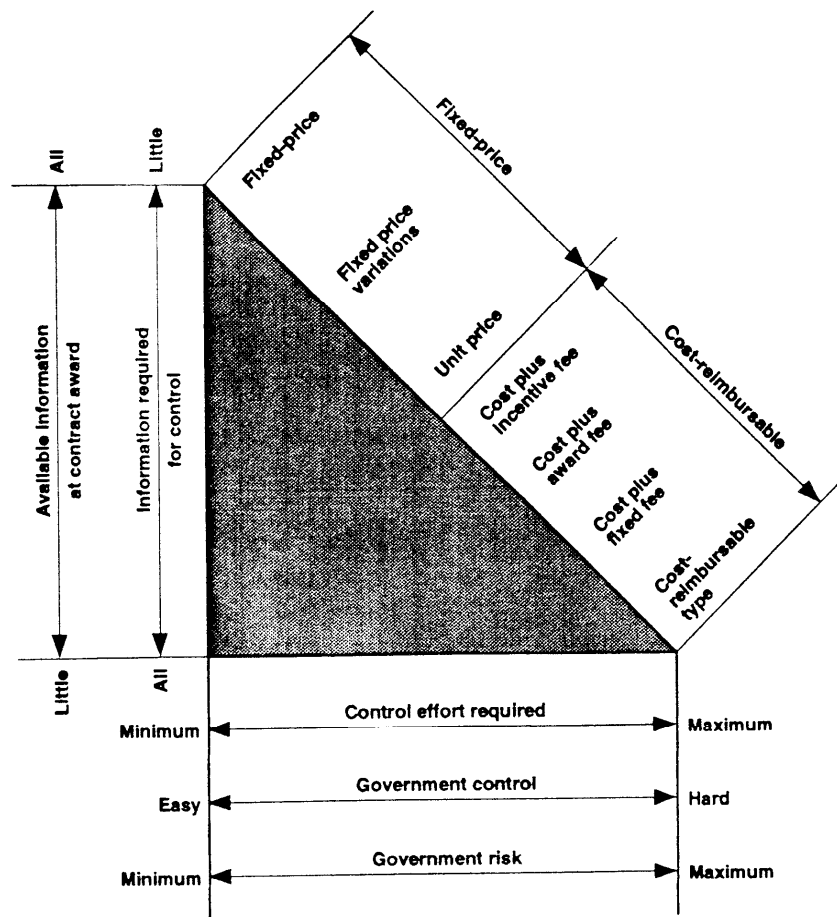 Fixed-price
Fixed-price
All
Little
Fixed price
variations
Unit price
Cost-reimbursable
Cost plus
incentive fee
Cost plus
award fee
Cost plus
fixed fee
Cost-
reimbursable
type
Available information
at contract award
Information required
for control
Little
All
Minimum
Control effort required
Maximum
Easy
Government control
Hard
Minimum
Government risk
Maximum